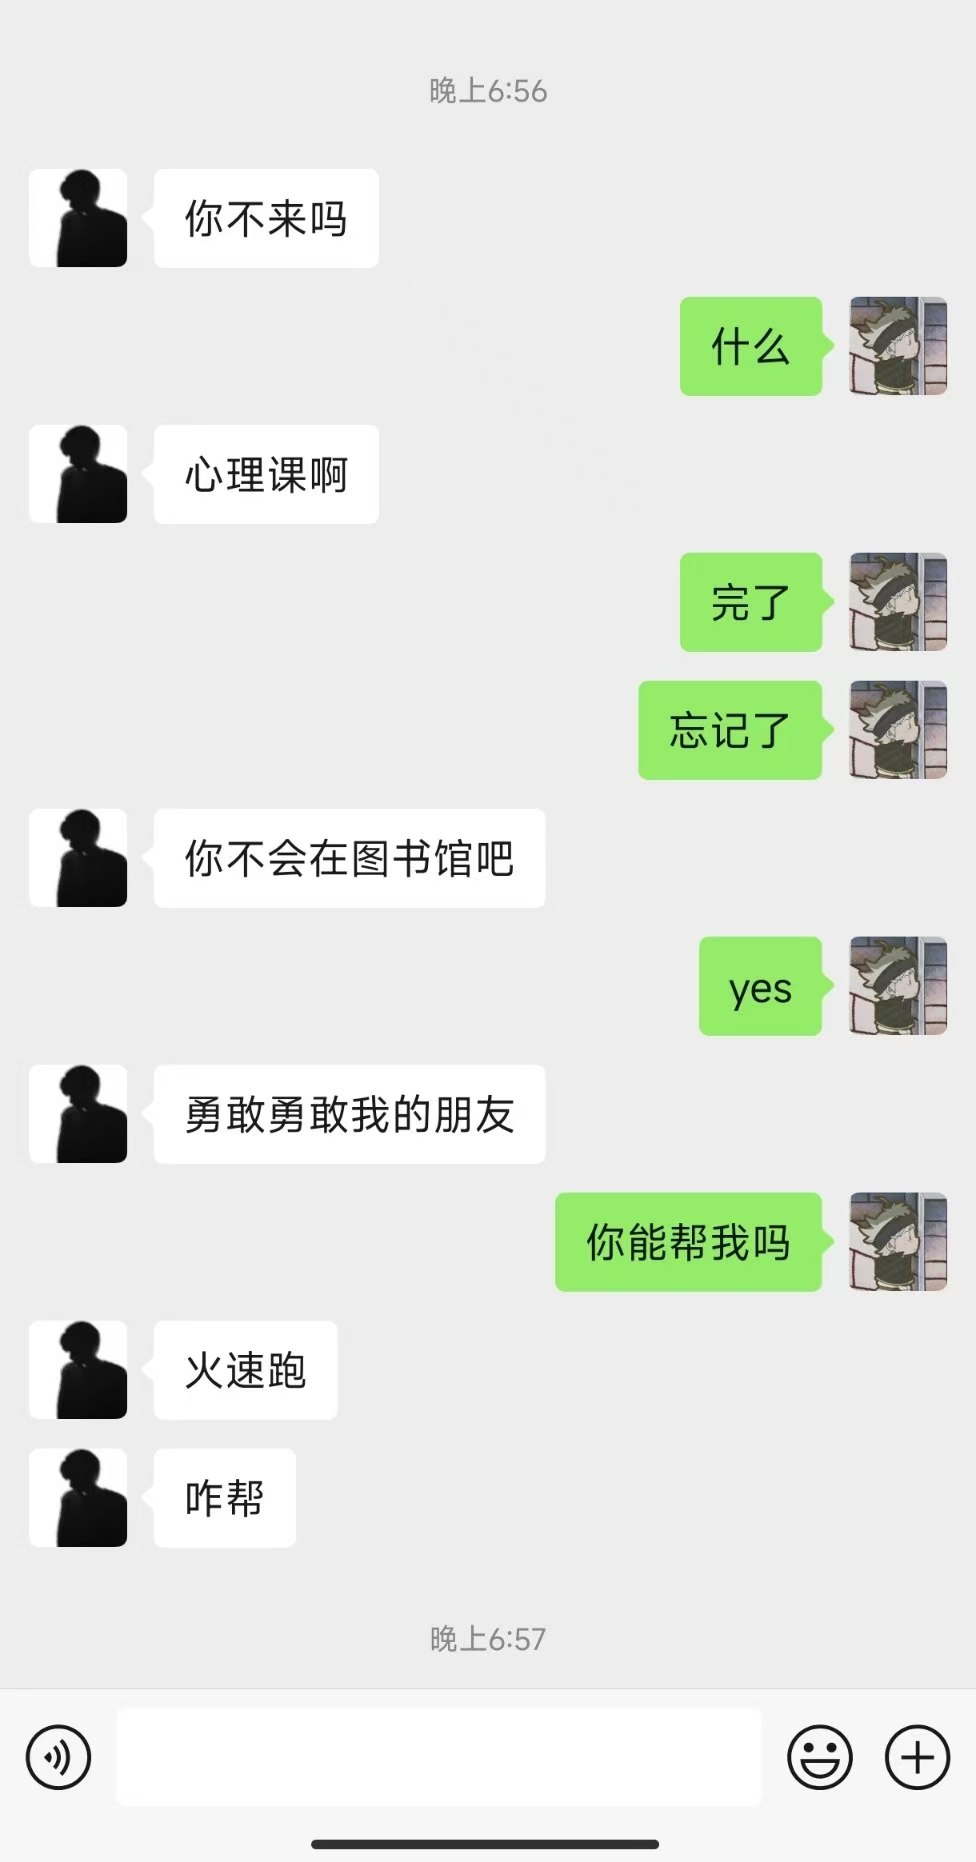 晚上6:56
你不来吗
什么
心理课啊
完了
忘记了
你不会在图书馆吧
yes
勇敢勇敢我的朋友
你能帮我吗
火速跑
咋帮
晚上6:57